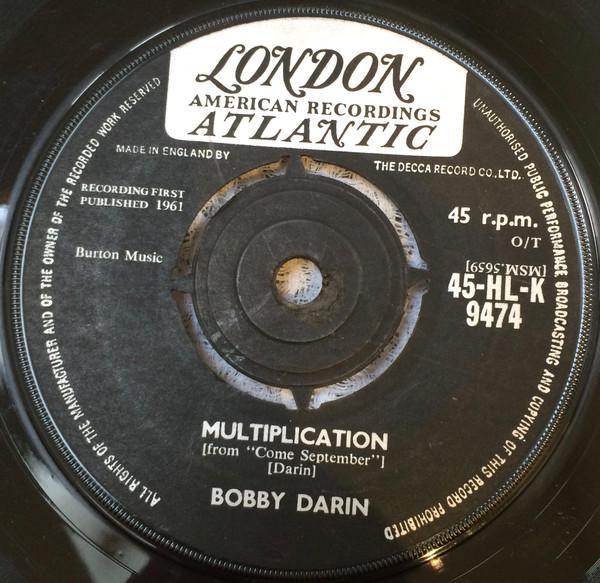 LONDON
AMERICAN RECORDINGS
ATLANTIC
MADE IN ENGLAND BY
THE DECCA RECORD CO., LTD.
RECORDING FIRST
PUBLISHED 1961
45 r.p.m.
O/T
Burton Music
[MSM.5659]
45-HL-K
9474
MULTIPLICATION
[from "Come September"]
[Darin]
BOBBY DARIN
ALL RIGHTS OF THE MANUFACTURER AND OF THE OWNER OF THE RECORDED WORK RESERVED
UNAUTHORISED PUBLIC PERFORMANCE BROADCASTING AND COPYING OF THIS RECORD PROHIBITED